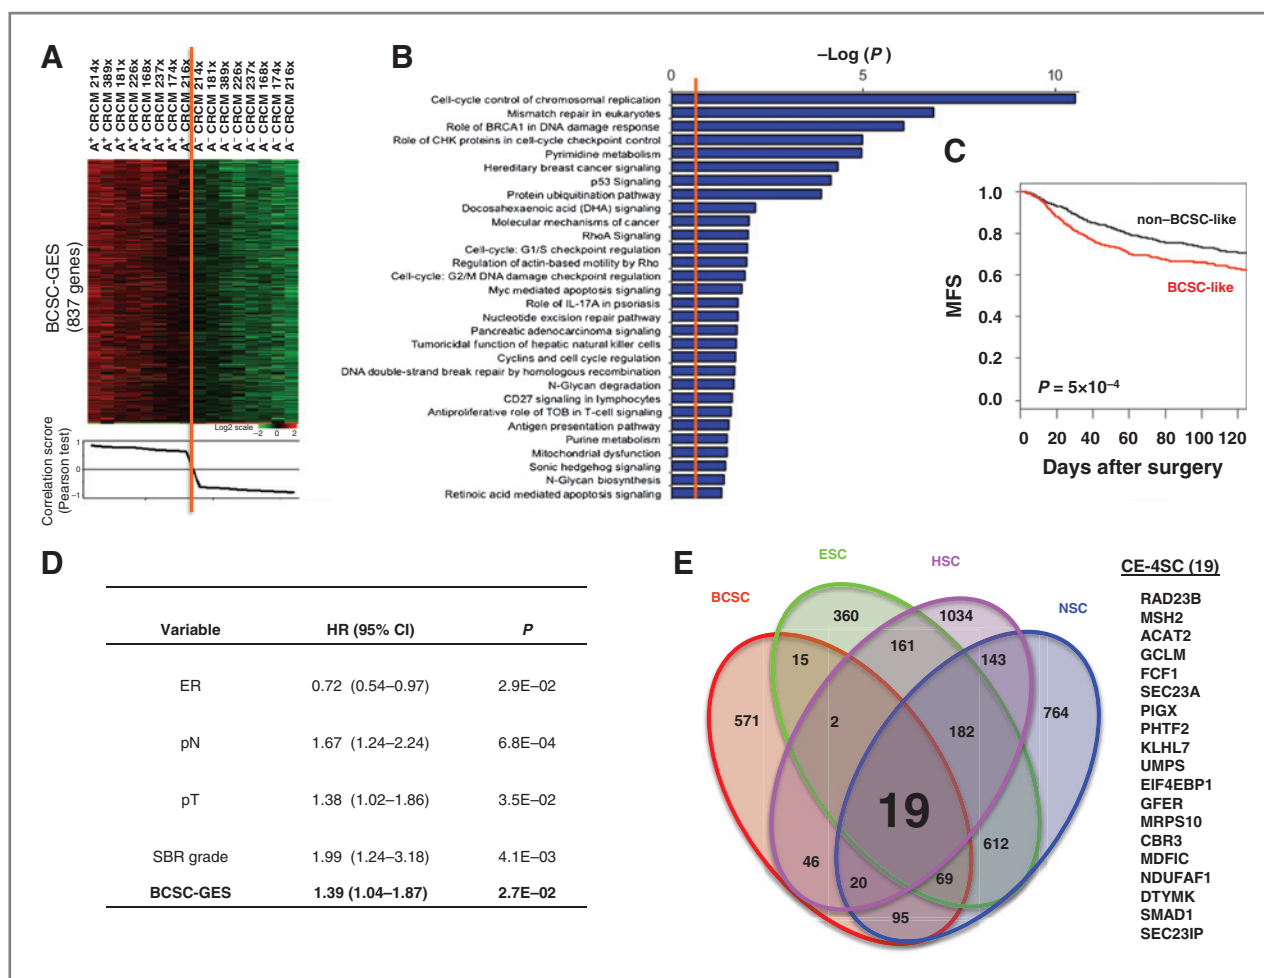 A
A+ CRCM 214x
A+ CRCM 389x
A+ CRCM 181x
A+ CRCM 226x
A+ CRCM 168x
A+ CRCM 237x
A+ CRCM 174x
A+ CRCM 216x
A− CRCM 214x
A− CRCM 181x
A− CRCM 389x
A− CRCM 226x
A− CRCM 237x
A− CRCM 168x
A− CRCM 174x
A− CRCM 216x
BCSC-GES
(837 genes)
Log2 scale
−2 0 2
Correlation score
(Pearson test)
1
0
−1
B
−Log (P)
0 5 10
Cell-cycle control of chromosomal replication
Mismatch repair in eukaryotes
Role of BRCA1 in DNA damage response
Role of CHK proteins in cell-cycle checkpoint control
Pyrimidine metabolism
Hereditary breast cancer signaling
p53 Signaling
Protein ubiquitination pathway
Docosahexaenoic acid (DHA) signaling
Molecular mechanisms of cancer
RhoA Signaling
Cell-cycle: G1/S checkpoint regulation
Regulation of actin-based motility by Rho
Cell-cycle: G2/M DNA damage checkpoint regulation
Myc mediated apoptosis signaling
Role of IL-17A in psoriasis
Nucleotide excision repair pathway
Pancreatic adenocarcinoma signaling
Tumoricidal function of hepatic natural killer cells
Cyclins and cell cycle regulation
DNA double-strand break repair by homologous recombination
N-Glycan degradation
CD27 signaling in lymphocytes
Antiproliferative role of TOB in T-cell signaling
Antigen presentation pathway
Purine metabolism
Mitochondrial dysfunction
Sonic hedgehog signaling
N-Glycan biosynthesis
Retinoic acid mediated apoptosis signaling
C
MFS
1.0
0.8
0.6
0.4
0.2
0.0
non–BCSC-like
BCSC-like
P = 5×10−4
0 20 40 60 80 100 120
Days after surgery
D
Variable HR (95% CI) P
ER 0.72 (0.54–0.97) 2.9E–02
pN 1.67 (1.24–2.24) 6.8E–04
pT 1.38 (1.02–1.86) 3.5E–02
SBR grade 1.99 (1.24–3.18) 4.1E–03
BCSC-GES 1.39 (1.04–1.87) 2.7E–02
E
BCSC
ESC
HSC
NSC
360
1034
161
15
143
571
2
182
764
19
46
20
69
612
95
CE-4SC (19)
RAD23B
MSH2
ACAT2
GCLM
FCF1
SEC23A
PIGX
PHTF2
KLHL7
UMPS
EIF4EBP1
GFER
MRPS10
CBR3
MDFIC
NDUFAF1
DTYMK
SMAD1
SEC23IP